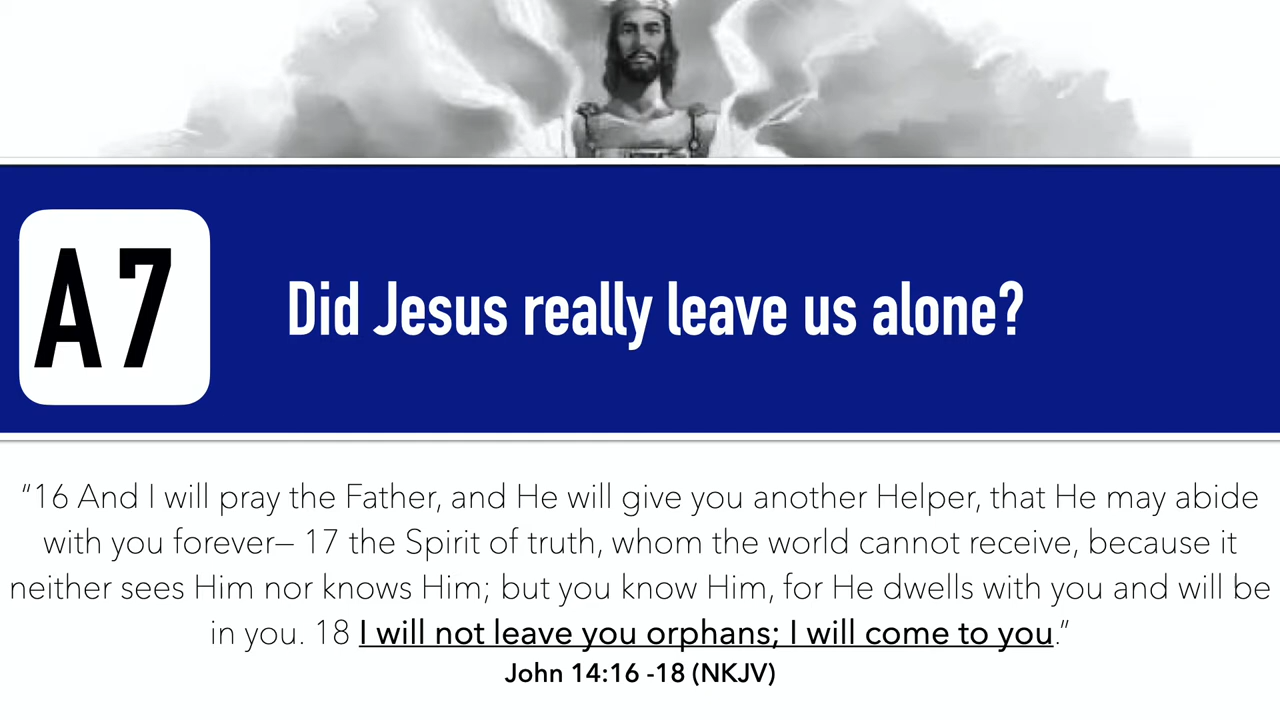 A7
Did Jesus really leave us alone?
“16 And I will pray the Father, and He will give you another Helper, that He may abide
with you forever— 17 the Spirit of truth, whom the world cannot receive, because it
neither sees Him nor knows Him; but you know Him, for He dwells with you and will be
in you. 18 I will not leave you orphans; I will come to you.”
John 14:16 -18 (NKJV)